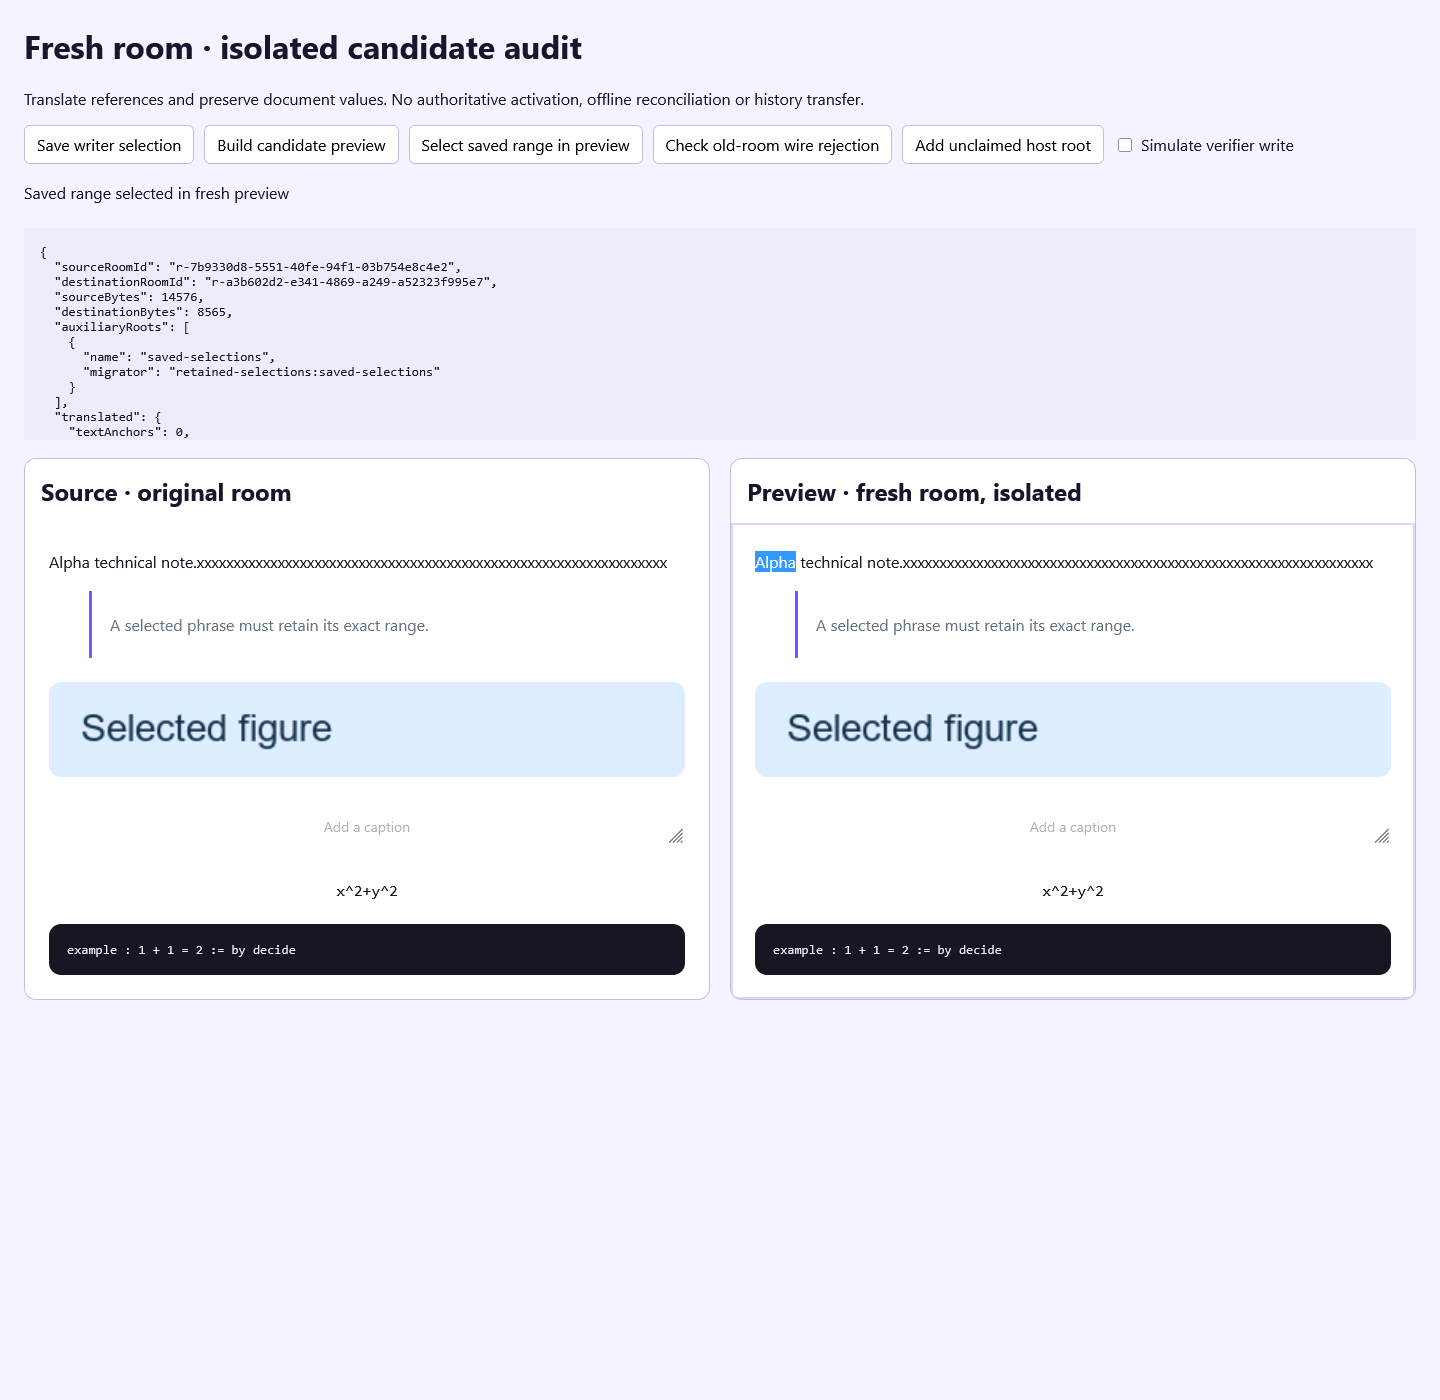 Fresh room · isolated candidate audit
Translate references and preserve document values. No authoritative activation, offline reconciliation or history transfer.
Save writer selection
Build candidate preview
Select saved range in preview
Check old-room wire rejection
Add unclaimed host root
Simulate verifier write
Saved range selected in fresh preview
{
  "sourceRoomId": "r-7b9330d8-5551-40fe-94f1-03b754e8c4e2",
  "destinationRoomId": "r-a3b602d2-e341-4869-a249-a52323f995e7",
  "sourceBytes": 14576,
  "destinationBytes": 8565,
  "auxiliaryRoots": [
    {
      "name": "saved-selections",
      "migrator": "retained-selections:saved-selections"
    }
  ],
  "translated": {
    "textAnchors": 0,
Source · original room
Alpha technical note.xxxxxxxxxxxxxxxxxxxxxxxxxxxxxxxxxxxxxxxxxxxxxxxxxxxxxxxxxxxxxxxx
A selected phrase must retain its exact range.
Selected figure
Add a caption
x^2+y^2
example : 1 + 1 = 2 := by decide
Preview · fresh room, isolated
Alpha technical note.xxxxxxxxxxxxxxxxxxxxxxxxxxxxxxxxxxxxxxxxxxxxxxxxxxxxxxxxxxxxxxxx
A selected phrase must retain its exact range.
Selected figure
Add a caption
x^2+y^2
example : 1 + 1 = 2 := by decide